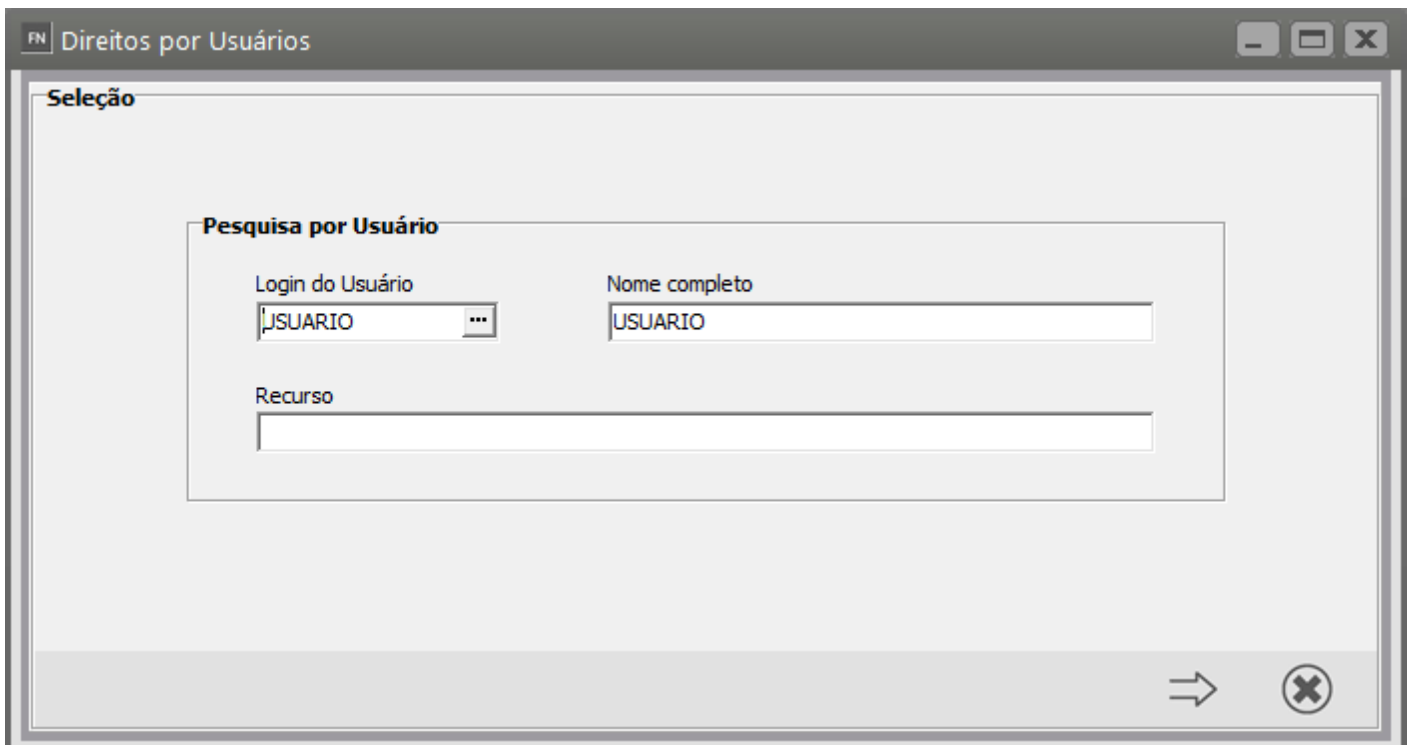 FN Direitos por Usuários
Seleção
Pesquisa por Usuário
Login do Usuário Nome completo
USUARIO ... USUARIO
Recurso